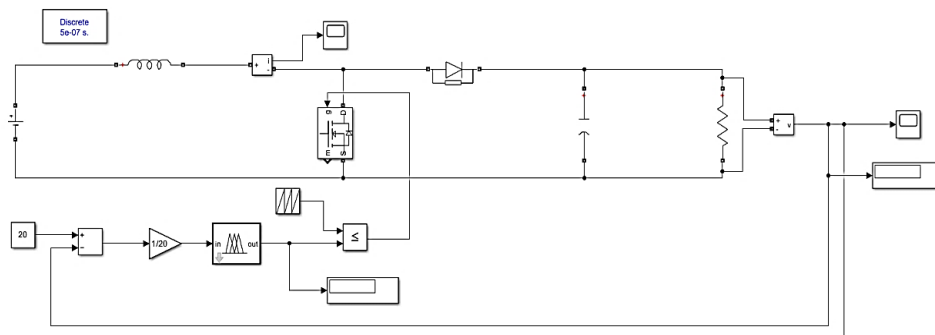 Discrete
5e-07 s.
+
i
-
+
g
D
E
S
+
+
+
-
v
20
+
−
1/20
in
out
≤